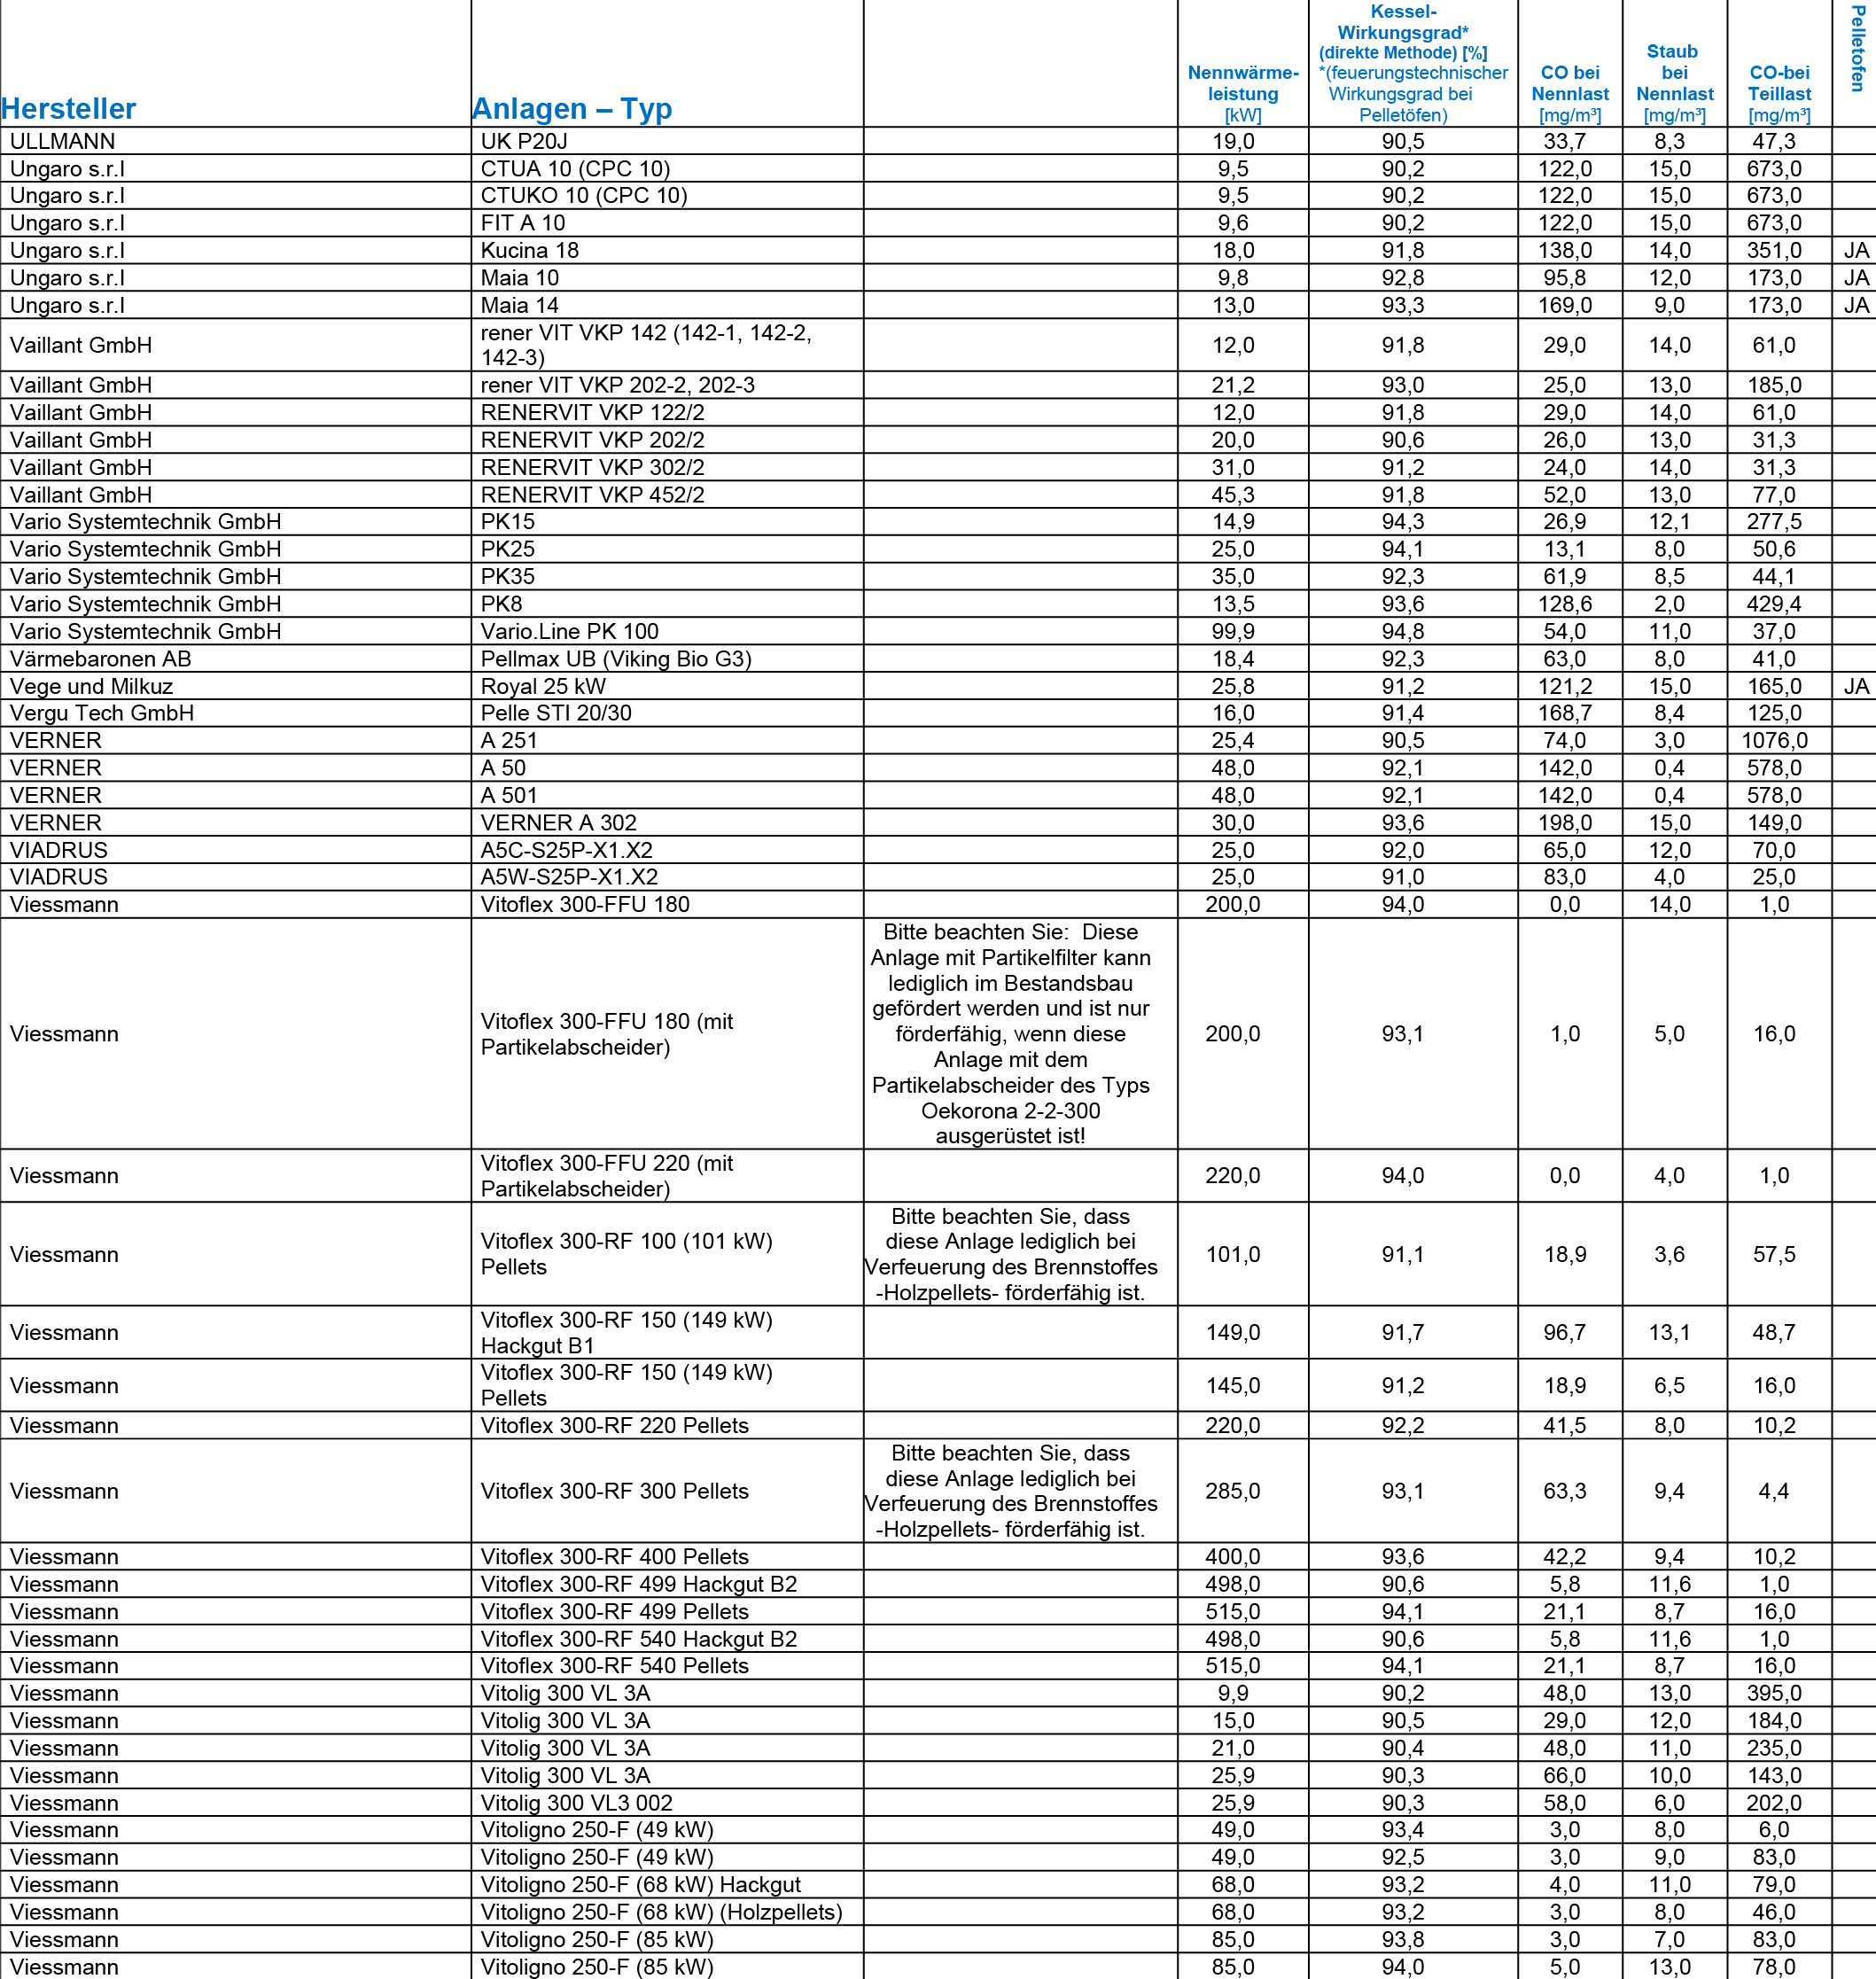 Hersteller Anlagen – Typ Nennwärme-leistung [kW] Kessel-Wirkungsgrad* (direkte Methode) [%] *(feuerungstechnischer Wirkungsgrad bei Pelletöfen) CO bei Nennlast [mg/m³] Staub bei Nennlast [mg/m³] CO-bei Teillast [mg/m³] Pelletofen
ULLMANN UK P20J 19,0 90,5 33,7 8,3 47,3
Ungaro s.r.l CTUA 10 (CPC 10) 9,5 90,2 122,0 15,0 673,0
Ungaro s.r.l CTUKO 10 (CPC 10) 9,5 90,2 122,0 15,0 673,0
Ungaro s.r.l FIT A 10 9,6 90,2 122,0 15,0 673,0
Ungaro s.r.l Kucina 18 18,0 91,8 138,0 14,0 351,0 JA
Ungaro s.r.l Maia 10 9,8 92,8 95,8 12,0 173,0 JA
Ungaro s.r.l Maia 14 13,0 93,3 169,0 9,0 173,0 JA
Vaillant GmbH rener VIT VKP 142 (142-1, 142-2,
142-3) 12,0 91,8 29,0 14,0 61,0
Vaillant GmbH rener VIT VKP 202-2, 202-3 21,2 93,0 25,0 13,0 185,0
Vaillant GmbH RENERVIT VKP 122/2 12,0 91,8 29,0 14,0 61,0
Vaillant GmbH RENERVIT VKP 202/2 20,0 90,6 26,0 13,0 31,3
Vaillant GmbH RENERVIT VKP 302/2 31,0 91,2 24,0 14,0 31,3
Vaillant GmbH RENERVIT VKP 452/2 45,3 91,8 52,0 13,0 77,0
Vario Systemtechnik GmbH PK15 14,9 94,3 26,9 12,1 277,5
Vario Systemtechnik GmbH PK25 25,0 94,1 13,1 8,0 50,6
Vario Systemtechnik GmbH PK35 35,0 92,3 61,9 8,5 44,1
Vario Systemtechnik GmbH PK8 13,5 93,6 128,6 2,0 429,4
Vario Systemtechnik GmbH Vario.Line PK 100 99,9 94,8 54,0 11,0 37,0
Värmebaronen AB Pellmax UB (Viking Bio G3) 18,4 92,3 63,0 8,0 41,0
Vege und Milkuz Royal 25 kW 25,8 91,2 121,2 15,0 165,0 JA
Vergu Tech GmbH Pelle STI 20/30 16,0 91,4 168,7 8,4 125,0
VERNER A 251 25,4 90,5 74,0 3,0 1076,0
VERNER A 50 48,0 92,1 142,0 0,4 578,0
VERNER A 501 48,0 92,1 142,0 0,4 578,0
VERNER VERNER A 302 30,0 93,6 198,0 15,0 149,0
VIADRUS A5C-S25P-X1.X2 25,0 92,0 65,0 12,0 70,0
VIADRUS A5W-S25P-X1.X2 25,0 91,0 83,0 4,0 25,0
Viessmann Vitoflex 300-FFU 180 200,0 94,0 0,0 14,0 1,0
Viessmann Vitoflex 300-FFU 180 (mit
Partikelabscheider)
Bitte beachten Sie:  Diese
Anlage mit Partikelfilter kann
lediglich im Bestandsbau
gefördert werden und ist nur
förderfähig, wenn diese
Anlage mit dem
Partikelabscheider des Typs
Oekorona 2-2-300
ausgerüstet ist!
200,0 93,1 1,0 5,0 16,0
Viessmann Vitoflex 300-FFU 220 (mit
Partikelabscheider) 220,0 94,0 0,0 4,0 1,0
Viessmann Vitoflex 300-RF 100 (101 kW)
Pellets
Bitte beachten Sie, dass
diese Anlage lediglich bei
Verfeuerung des Brennstoffes
-Holzpellets- förderfähig ist.
101,0 91,1 18,9 3,6 57,5
Viessmann Vitoflex 300-RF 150 (149 kW)
Hackgut B1 149,0 91,7 96,7 13,1 48,7
Viessmann Vitoflex 300-RF 150 (149 kW)
Pellets 145,0 91,2 18,9 6,5 16,0
Viessmann Vitoflex 300-RF 220 Pellets 220,0 92,2 41,5 8,0 10,2
Viessmann Vitoflex 300-RF 300 Pellets
Bitte beachten Sie, dass
diese Anlage lediglich bei
Verfeuerung des Brennstoffes
-Holzpellets- förderfähig ist.
285,0 93,1 63,3 9,4 4,4
Viessmann Vitoflex 300-RF 400 Pellets 400,0 93,6 42,2 9,4 10,2
Viessmann Vitoflex 300-RF 499 Hackgut B2 498,0 90,6 5,8 11,6 1,0
Viessmann Vitoflex 300-RF 499 Pellets 515,0 94,1 21,1 8,7 16,0
Viessmann Vitoflex 300-RF 540 Hackgut B2 498,0 90,6 5,8 11,6 1,0
Viessmann Vitoflex 300-RF 540 Pellets 515,0 94,1 21,1 8,7 16,0
Viessmann Vitolig 300 VL 3A 9,9 90,2 48,0 13,0 395,0
Viessmann Vitolig 300 VL 3A 15,0 90,5 29,0 12,0 184,0
Viessmann Vitolig 300 VL 3A 21,0 90,4 48,0 11,0 235,0
Viessmann Vitolig 300 VL 3A 25,9 90,3 66,0 10,0 143,0
Viessmann Vitolig 300 VL3 002 25,9 90,3 58,0 6,0 202,0
Viessmann Vitoligno 250-F (49 kW) 49,0 93,4 3,0 8,0 6,0
Viessmann Vitoligno 250-F (49 kW) 49,0 92,5 3,0 9,0 83,0
Viessmann Vitoligno 250-F (68 kW) Hackgut 68,0 93,2 4,0 11,0 79,0
Viessmann Vitoligno 250-F (68 kW) (Holzpellets) 68,0 93,2 3,0 8,0 46,0
Viessmann Vitoligno 250-F (85 kW) 85,0 93,8 3,0 7,0 83,0
Viessmann Vitoligno 250-F (85 kW) 85,0 94,0 5,0 13,0 78,0